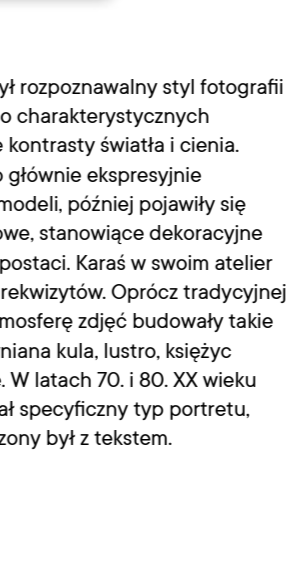 ył rozpoznawalny styl fotografii
o charakterystycznych
e kontrasty światła i cienia.
o głównie ekspresyjnie
modeli, później pojawiły się
owe, stanowiące dekoracyjne
postaci. Karaś w swoim atelier
rekwizytów. Oprócz tradycyjnej
mosferę zdjęć budowały takie
niana kula, lustro, księżyc
e. W latach 70. i 80. XX wieku
ał specyficzny typ portretu,
zony był z tekstem.